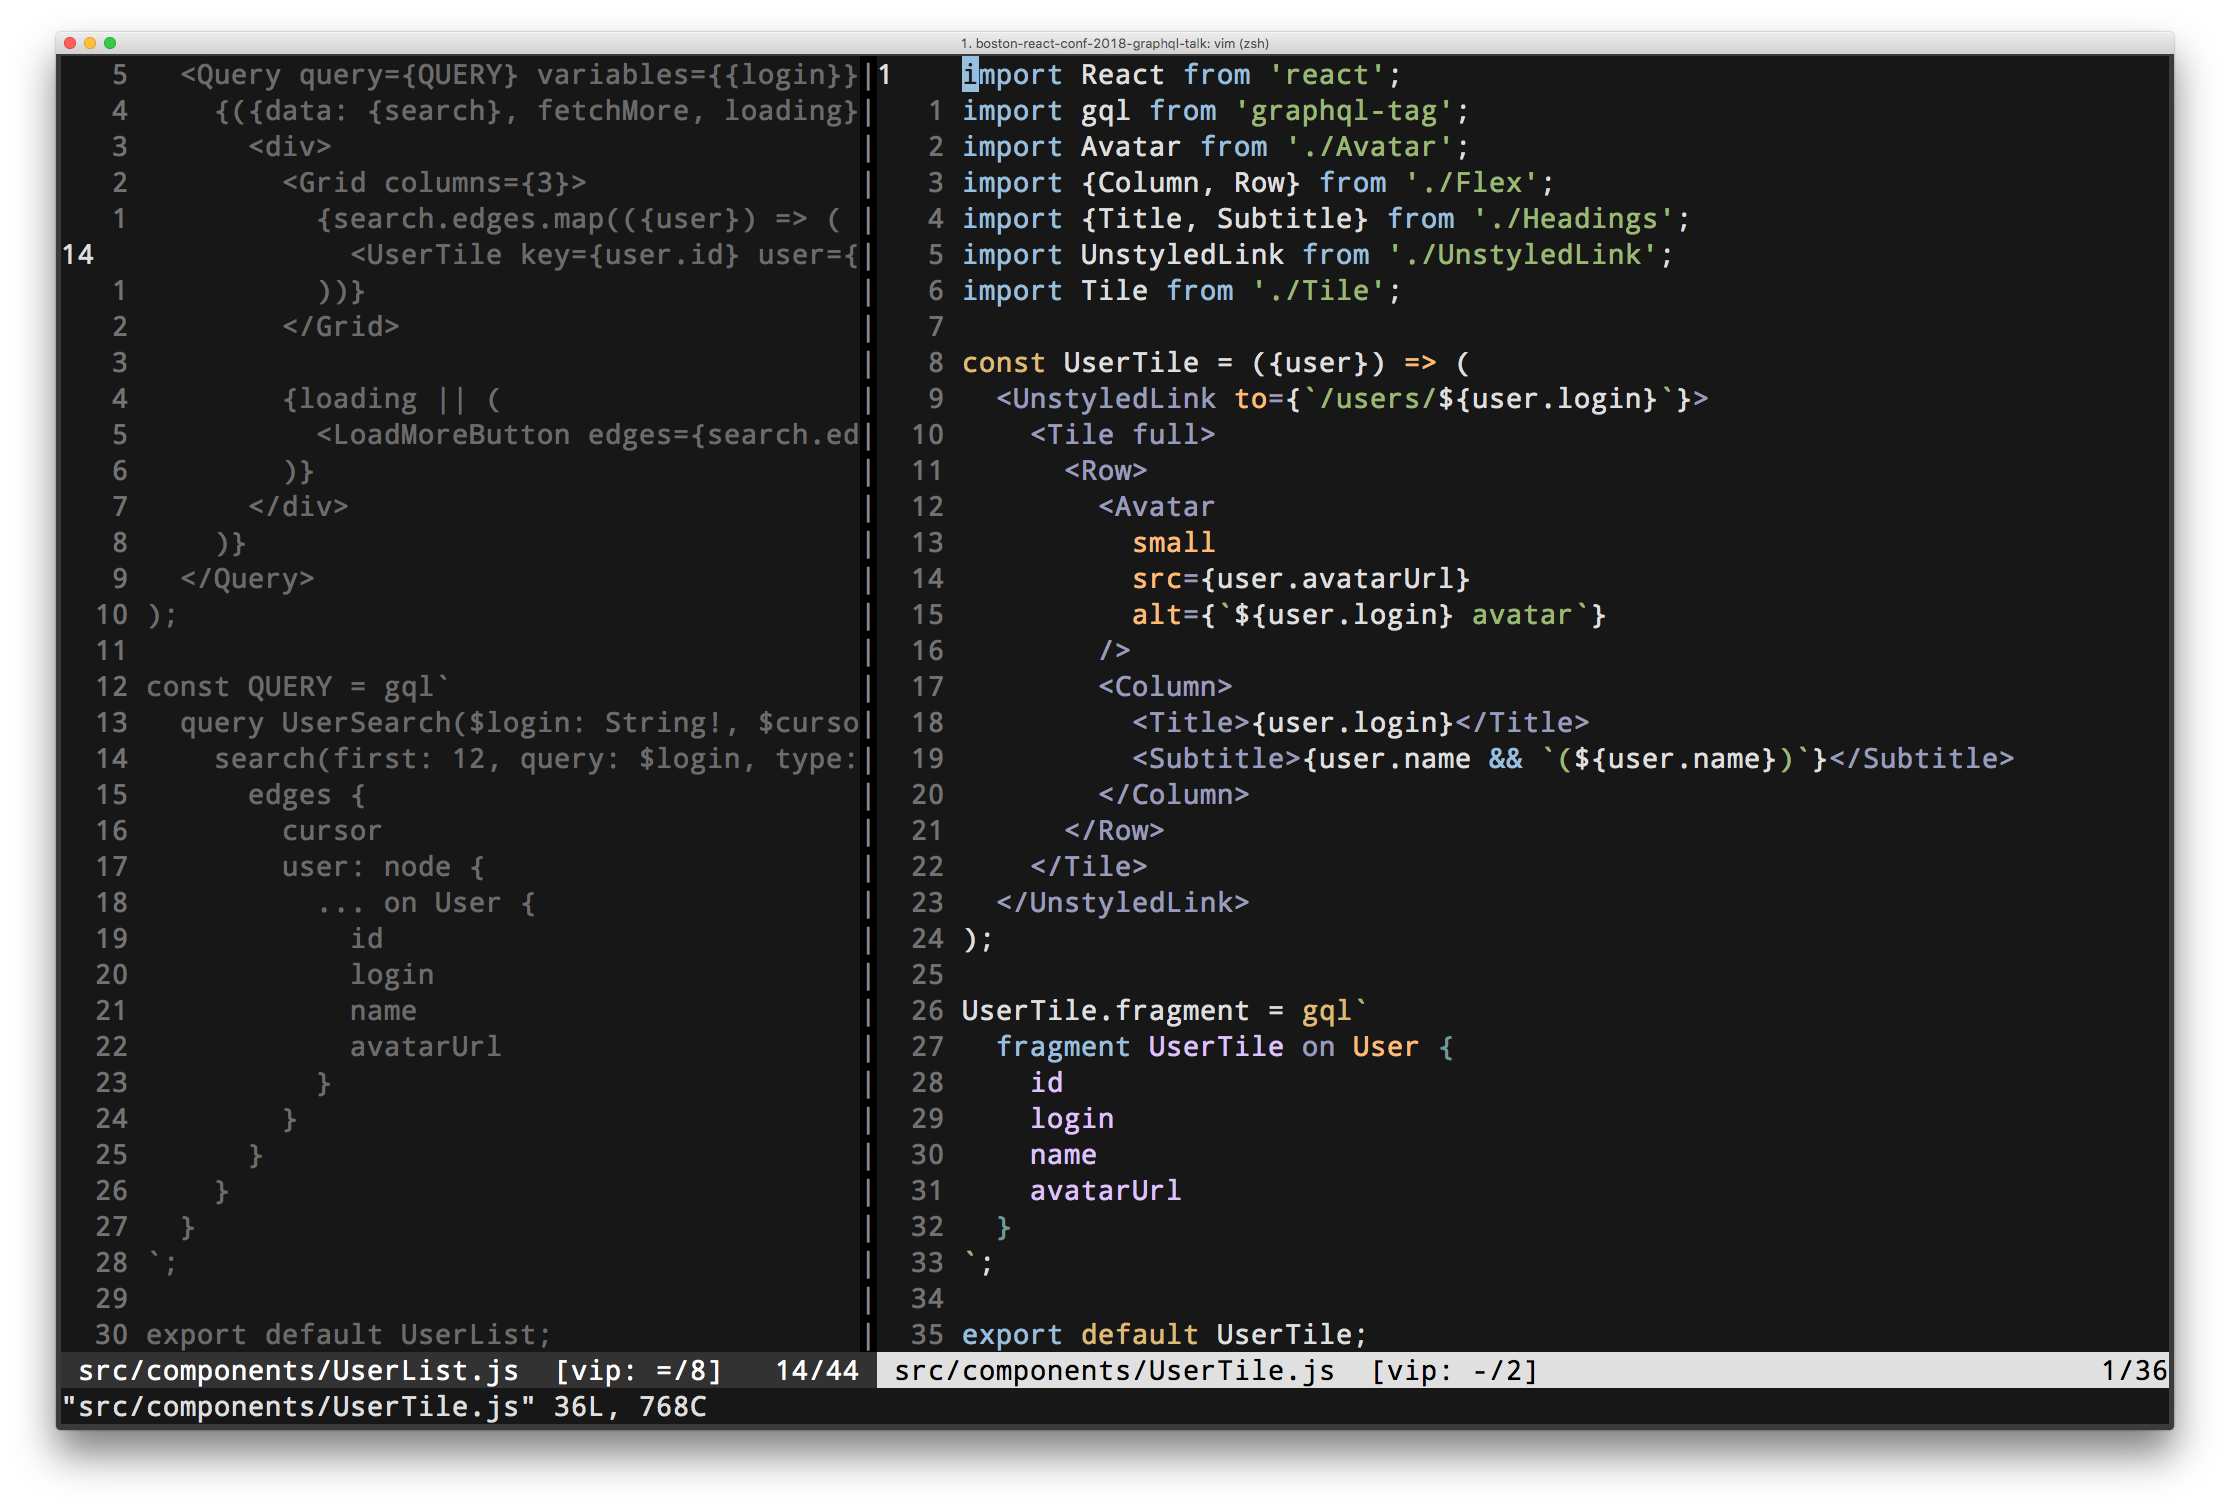 1. boston-react-conf-2018-graphql-talk: vim (zsh)
5 <Query query={QUERY} variables={{login}}
4 {({data: {search}, fetchMore, loading}
3 <div>
2 <Grid columns={3}>
1 {search.edges.map(({user}) => (
14 <UserTile key={user.id} user={
1 ))}
2 </Grid>
3
4 {loading || (
5 <LoadMoreButton edges={search.ed
6 )}
7 </div>
8 )}
9 </Query>
10 );
11
12 const QUERY = gql`
13 query UserSearch($login: String!, $curso
14 search(first: 12, query: $login, type:
15 edges {
16 cursor
17 user: node {
18 ... on User {
19 id
20 login
21 name
22 avatarUrl
23 }
24 }
25 }
26 }
27 }
28 `;
29
30 export default UserList;
src/components/UserList.js [vip: =/8] 14/44
1 import React from 'react';
1 import gql from 'graphql-tag';
2 import Avatar from './Avatar';
3 import {Column, Row} from './Flex';
4 import {Title, Subtitle} from './Headings';
5 import UnstyledLink from './UnstyledLink';
6 import Tile from './Tile';
7
8 const UserTile = ({user}) => (
9 <UnstyledLink to={`/users/${user.login}`}>
10 <Tile full>
11 <Row>
12 <Avatar
13 small
14 src={user.avatarUrl}
15 alt={`${user.login} avatar`}
16 />
17 <Column>
18 <Title>{user.login}</Title>
19 <Subtitle>{user.name && `(${user.name})`}</Subtitle>
20 </Column>
21 </Row>
22 </Tile>
23 </UnstyledLink>
24 );
25
26 UserTile.fragment = gql`
27 fragment UserTile on User {
28 id
29 login
30 name
31 avatarUrl
32 }
33 `;
34
35 export default UserTile;
src/components/UserTile.js [vip: -/2] 1/36
"src/components/UserTile.js" 36L, 768C